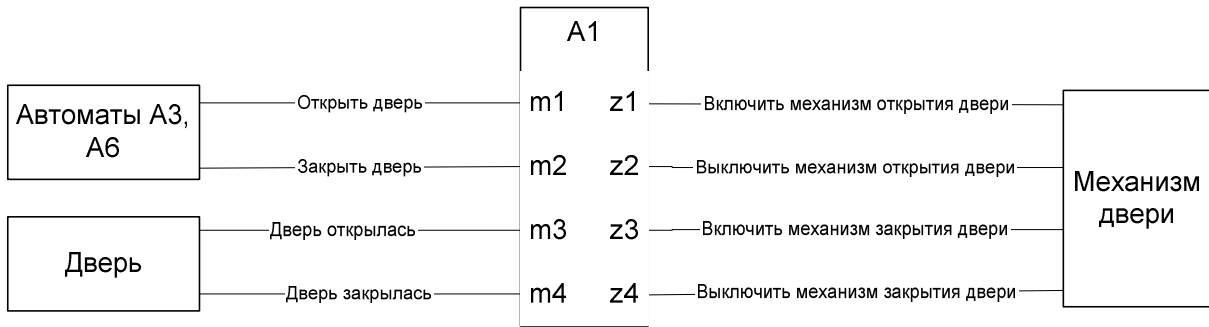 A1
Автоматы А3,
А6
Открыть дверь
m1
z1
Включить механизм открытия двери
Закрыть дверь
m2
z2
Выключить механизм открытия двери
Механизм
двери
Дверь
Дверь открылась
m3
z3
Включить механизм закрытия двери
Дверь закрылась
m4
z4
Выключить механизм закрытия двери